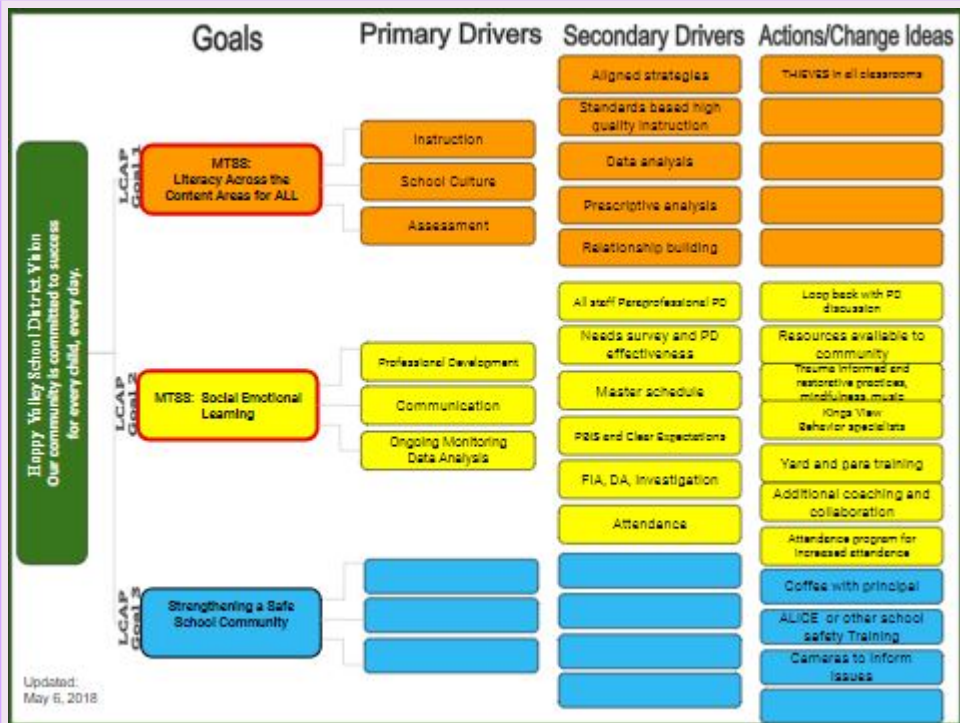 Goals
Primary Drivers
Secondary Drivers
Actions/Change Ideas
Happy Valley School District Vision
Our community is committed to success
for every child, every day.
LCAP
Goal 1
MTSS:
Literacy Across the
Content Areas for ALL
Instruction
School Culture
Assessment
Aligned strategies
Standards based high
quality instruction
Data analysis
Prescriptive analysis
Relationship building
THIEVES in all classrooms
LCAP
Goal 2
MTSS: Social Emotional
Learning
Professional Development
Communication
Ongoing Monitoring
Data Analysis
All staff Paraprofessional PD
Needs survey and PD
effectiveness
Master schedule
PBIS and Clear Expectations
FIA, DA, Investigation
Attendance
Loop back with PD
discussion
Resources available to
community
Trauma informed and
restorative practices,
mindfulness, music
Kings View
Behavior specialists
Yard and para training
Additional coaching and
collaboration
Attendence program for
increased attendence
LCAP
Goal 3
Strengthening a Safe
School Community
Coffee with principal
ALICE or other school
safety Training
Cameras to inform
issues
Updated:
May 6, 2018